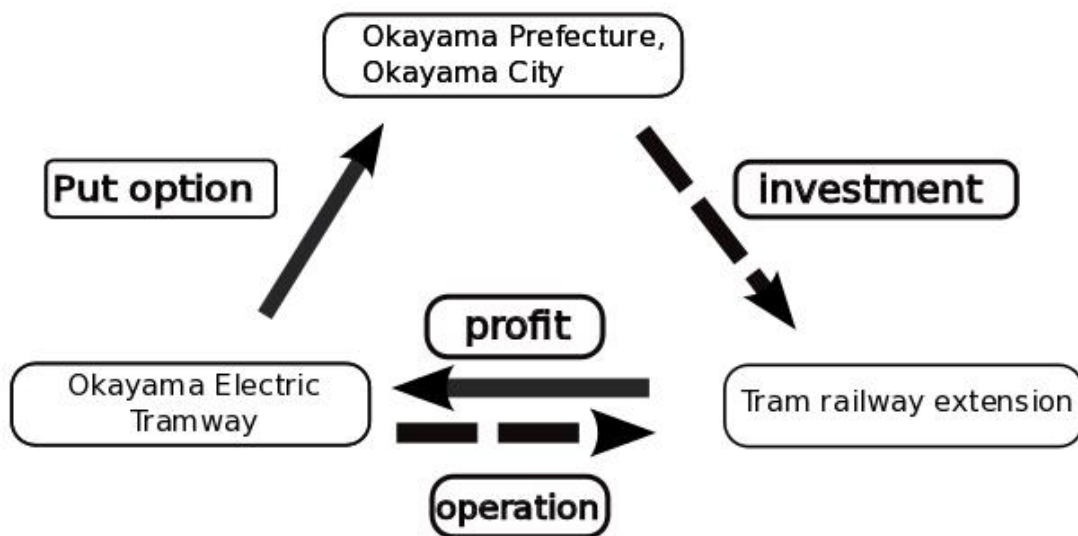 Okayama Prefecture,
Okayama City
Put option
investment
profit
Okayama Electric
Tramway
Tram railway extension
operation